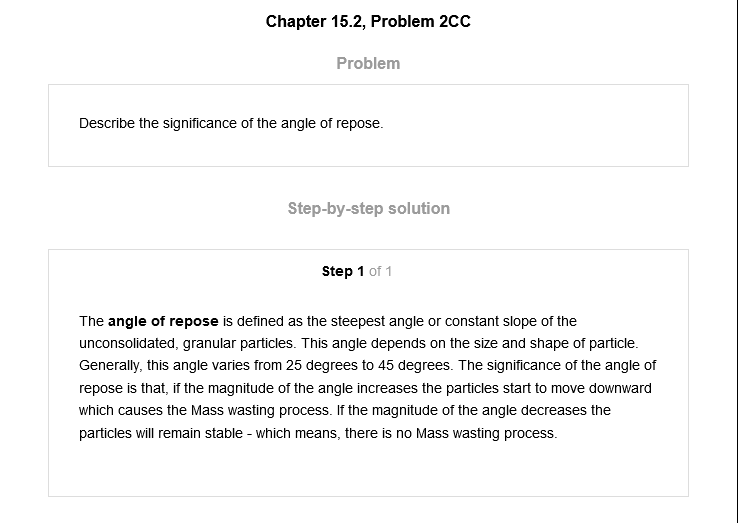 Chapter 15.2, Problem 2CC
Problem
Describe the significance of the angle of repose.
Step-by-step solution
Step 1 of 1
The angle of repose is defined as the steepest angle or constant slope of the
unconsolidated, granular particles. This angle depends on the size and shape of particle.
Generally, this angle varies from 25 degrees to 45 degrees. The significance of the angle of
repose is that, if the magnitude of the angle increases the particles start to move downward
which causes the Mass wasting process. If the magnitude of the angle decreases the
particles will remain stable - which means, there is no Mass wasting process.